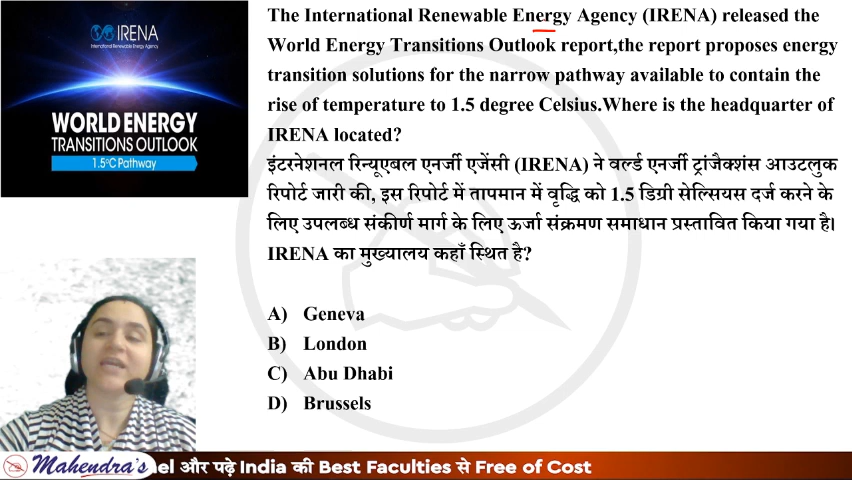 IRENA
International Renewable Energy Agency
WORLD ENERGY
TRANSITIONS OUTLOOK
1.5°C Pathway
The International Renewable Energy Agency (IRENA) released the
World Energy Transitions Outlook report,the report proposes energy
transition solutions for the narrow pathway available to contain the
rise of temperature to 1.5 degree Celsius.Where is the headquarter of
IRENA located?
इंटरनेशनल रिन्यूएबल एनर्जी एजेंसी (IRENA) ने वर्ल्ड एनर्जी ट्रांजैक्शंस आउटलुक
रिपोर्ट जारी की, इस रिपोर्ट में तापमान में वृद्धि को 1.5 डिग्री सेल्सियस दर्ज करने के
लिए उपलब्ध संकीर्ण मार्ग के लिए ऊर्जा संक्रमण समाधान प्रस्तावित किया गया है।
IRENA का मुख्यालय कहाँ स्थित है?
A) Geneva
B) London
C) Abu Dhabi
D) Brussels
Mahendra's nel और पढ़े India की Best Faculties से Free of Cost